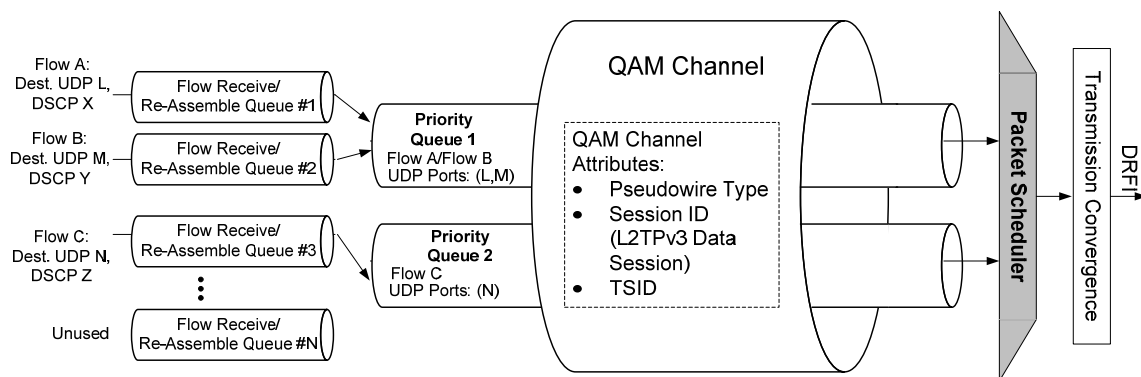 Flow A:
Dest. UDP L,
DSCP X
Flow Receive/
Re-Assemble Queue #1
Flow B:
Dest. UDP M,
DSCP Y
Flow Receive/
Re-Assemble Queue #2
Flow C:
Dest. UDP N,
DSCP Z
Flow Receive/
Re-Assemble Queue #3
Unused
Flow Receive/
Re-Assemble Queue #N
Priority
Queue 1
Flow A/Flow B
UDP Ports: (L,M)
Priority
Queue 2
Flow C
UDP Ports: (N)
QAM Channel
QAM Channel
Attributes:
● Pseudowire Type
● Session ID
(L2TPv3 Data
Session)
● TSID
Packet Scheduler
Transmission Convergence
DRFI